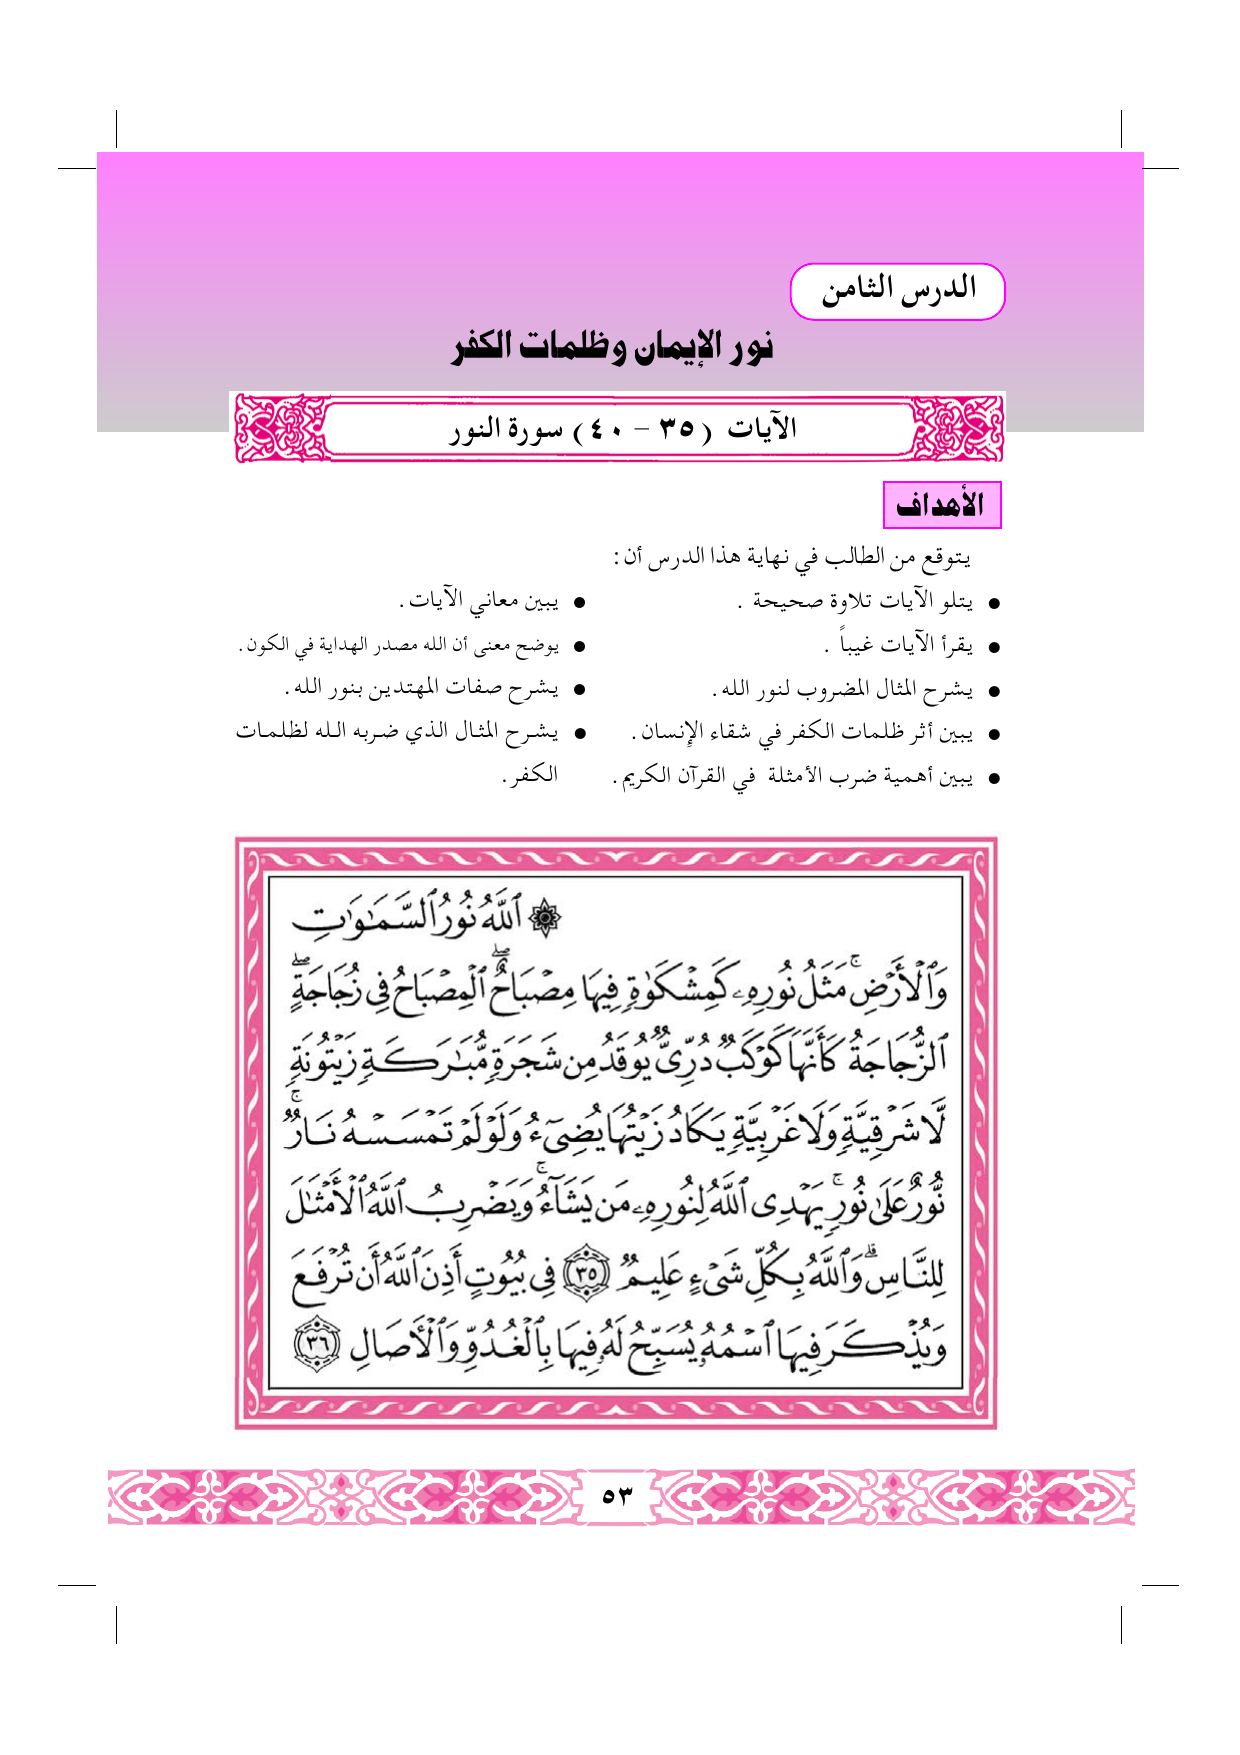 الدرس الثامن
نور الإيمان وظلمات الكفر
الآيات (٣٥ – ٤٠) سورة النور
الأهداف
يتوقع من الطالب في نهاية هذا الدرس أن :
● يتلو الآيات تلاوة صحيحة .
● يقرأ الآيات غيباً .
● يشرح المثال المضروب لنور الله .
● يبين أثر ظلمات الكفر في شقاء الإنسان .
● يبين أهمية ضرب الأمثلة في القرآن الكريم .
● يبين معاني الآيات .
● يوضح معنى أن الله مصدر الهداية في الكون .
● يشرح صفات المهتدين بنور الله .
● يشرح المثال الذي ضربه الله لظلمات
الكفر .
۞ ٱللَّهُ نُورُ ٱلسَّمَٰوَٰتِ
وَٱلْأَرْضِ ۚ مَثَلُ نُورِهِۦ كَمِشْكَوٰةٍ فِيهَا مِصْبَاحٌ ۖ ٱلْمِصْبَاحُ فِى زُجَاجَةٍ ۖ
ٱلزُّجَاجَةُ كَأَنَّهَا كَوْكَبٌ دُرِّىٌّ يُوقَدُ مِن شَجَرَةٍ مُّبَٰرَكَةٍ زَيْتُونَةٍ
لَّا شَرْقِيَّةٍ وَلَا غَرْبِيَّةٍ يَكَادُ زَيْتُهَا يُضِىٓءُ وَلَوْ لَمْ تَمْسَسْهُ نَارٌ ۚ
نُّورٌ عَلَىٰ نُورٍ ۗ يَهْدِى ٱللَّهُ لِنُورِهِۦ مَن يَشَآءُ ۚ وَيَضْرِبُ ٱللَّهُ ٱلْأَمْثَٰلَ
لِلنَّاسِ ۗ وَٱللَّهُ بِكُلِّ شَىْءٍ عَلِيمٌ ٣٥ فِى بُيُوتٍ أَذِنَ ٱللَّهُ أَن تُرْفَعَ
وَيُذْكَرَ فِيهَا ٱسْمُهُۥ يُسَبِّحُ لَهُۥ فِيهَا بِٱلْغُدُوِّ وَٱلْءَاصَالِ ٣٦
٥٣